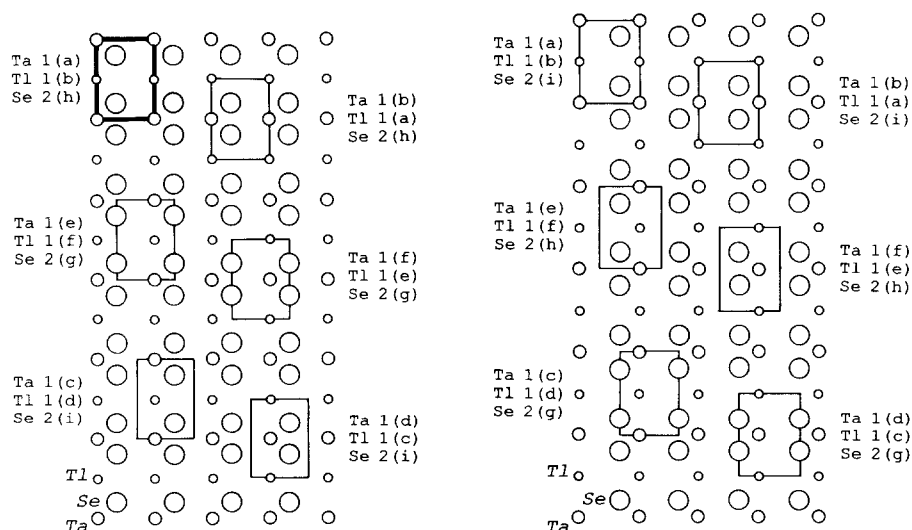 Ta 1(a)
Tl 1(b)
Se 2(h)
Ta 1(b)
Tl 1(a)
Se 2(h)
Ta 1(e)
Tl 1(f)
Se 2(g)
Ta 1(f)
Tl 1(e)
Se 2(g)
Ta 1(c)
Tl 1(d)
Se 2(i)
Ta 1(d)
Tl 1(c)
Se 2(i)
Tl
Se
Ta
Ta 1(a)
Tl 1(b)
Se 2(i)
Ta 1(b)
Tl 1(a)
Se 2(i)
Ta 1(e)
Tl 1(f)
Se 2(h)
Ta 1(f)
Tl 1(e)
Se 2(h)
Ta 1(c)
Tl 1(d)
Se 2(g)
Ta 1(d)
Tl 1(c)
Se 2(g)
Tl
Se
Ta